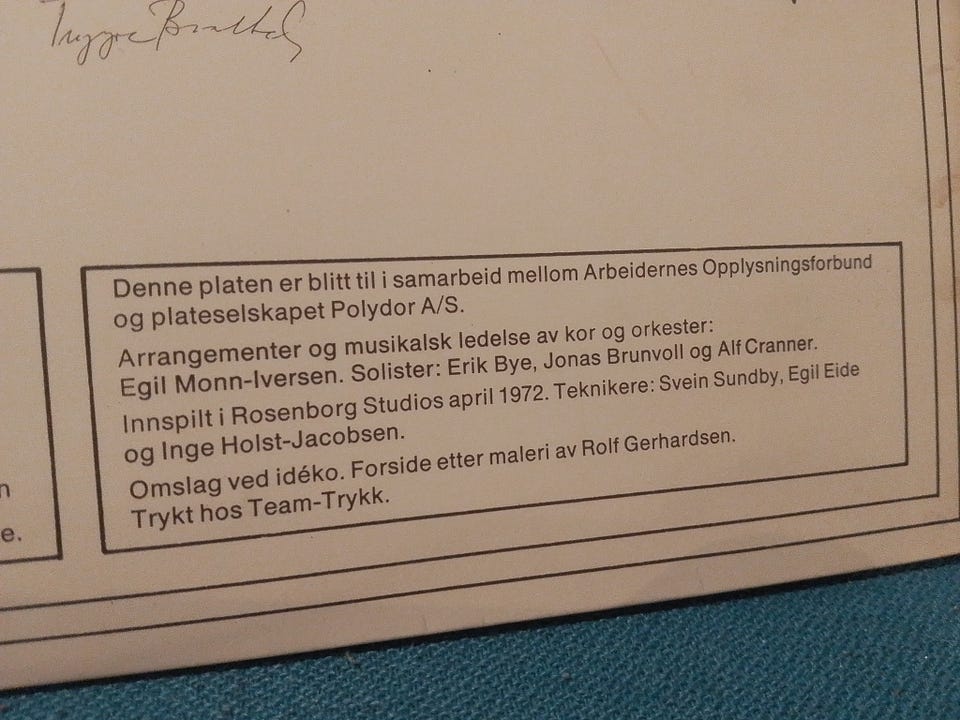 Trygve Bratteli
Denne platen er blitt til i samarbeid mellom Arbeidernes Opplysningsforbund
og plateselskapet Polydor A/S.
Arrangementer og musikalsk ledelse av kor og orkester:
Egil Monn-Iversen. Solister: Erik Bye, Jonas Brunvoll og Alf Cranner.
Innspilt i Rosenborg Studios april 1972. Teknikere: Svein Sundby, Egil Eide
og Inge Holst-Jacobsen.
Omslag ved idéko. Forside etter maleri av Rolf Gerhardsen.
Trykt hos Team-Trykk.
n
e.